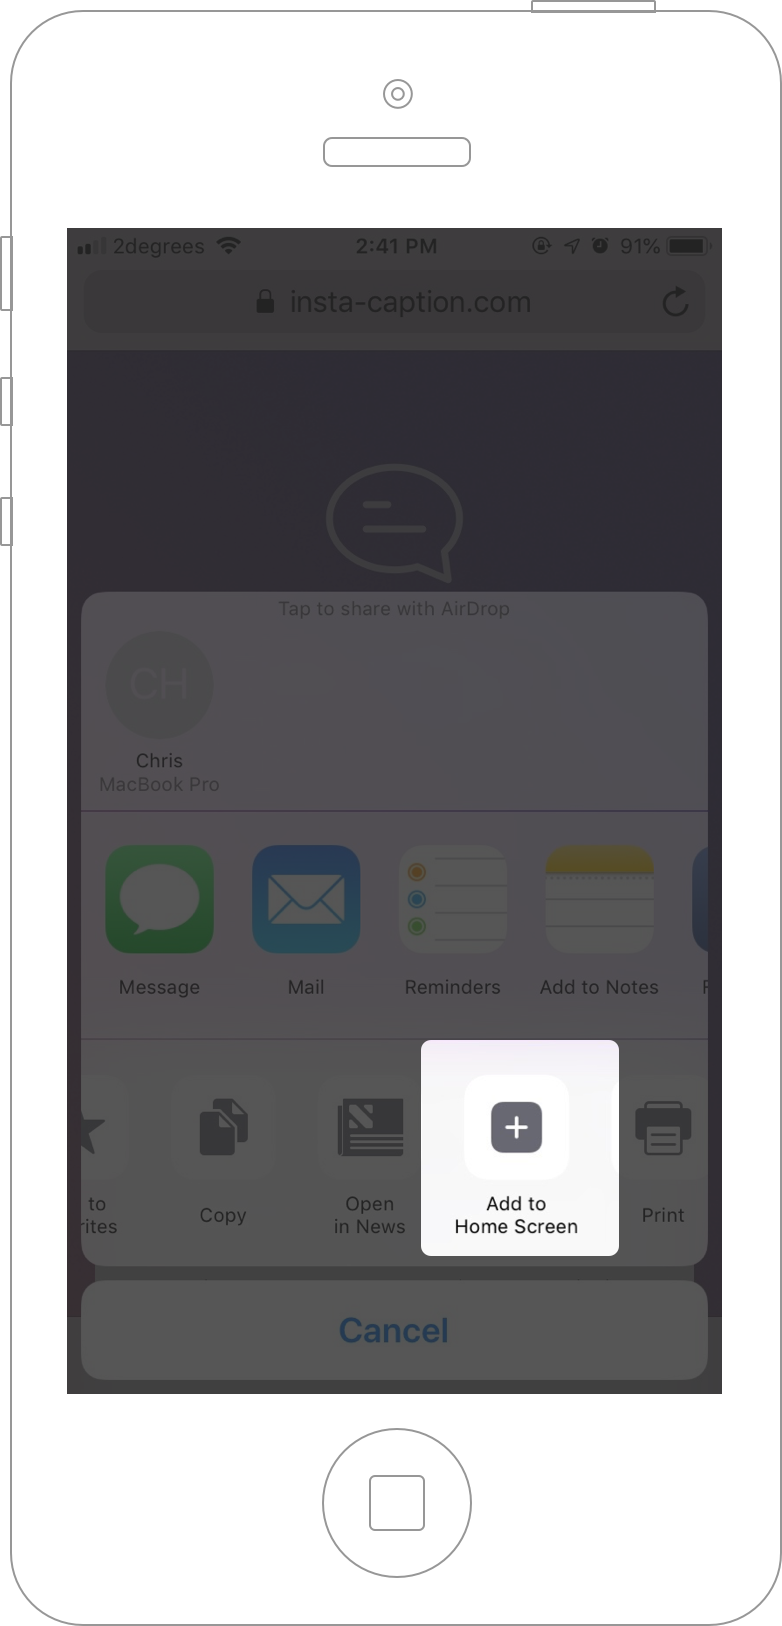 2degrees 2:41 PM 91%
insta-caption.com
Tap to share with AirDrop
CH
Chris
MacBook Pro
Message Mail Reminders Add to Notes F
to
rites
Copy
Open
in News
Add to
Home Screen
Print
Cancel